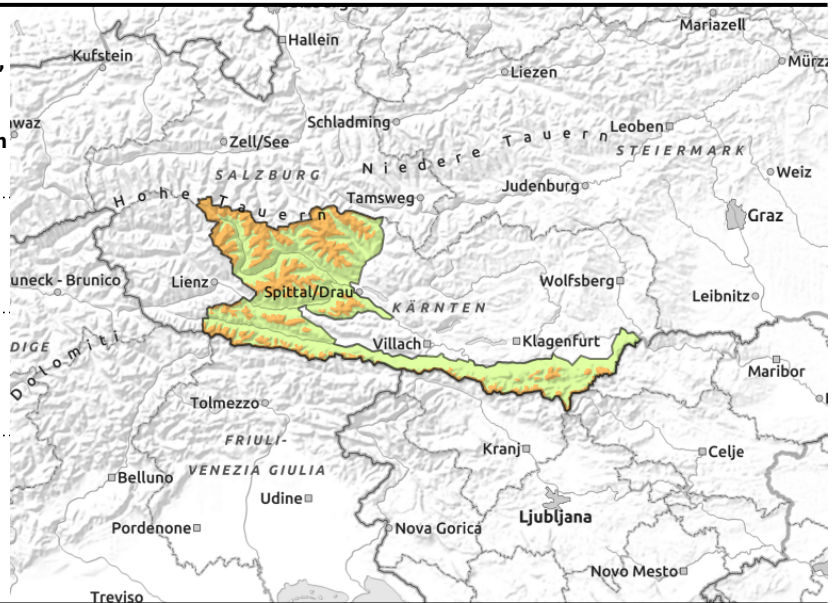 Mariazell
Hallein
Kufstein
Mürzz
Liezen
waz
Schladming
Leoben
Zell/See
Niedere Tauern
STEIERMARK
SALZBURG
Weiz
Judenburg
Hohe Tauern
Tamsweg
Graz
uneck - Brunico
Lienz
Wolfsberg
Spittal/Drau
Leibnitz
KÄRNTEN
DIGE
Villach
Klagenfurt
Dolomiti
Maribor
Tolmezzo
FRIULI-
VENEZIA GIULIA
Kranj
Celje
Belluno
Udine
Ljubljana
Pordenone
Nova Gorica
Novo Mesto
Treviso